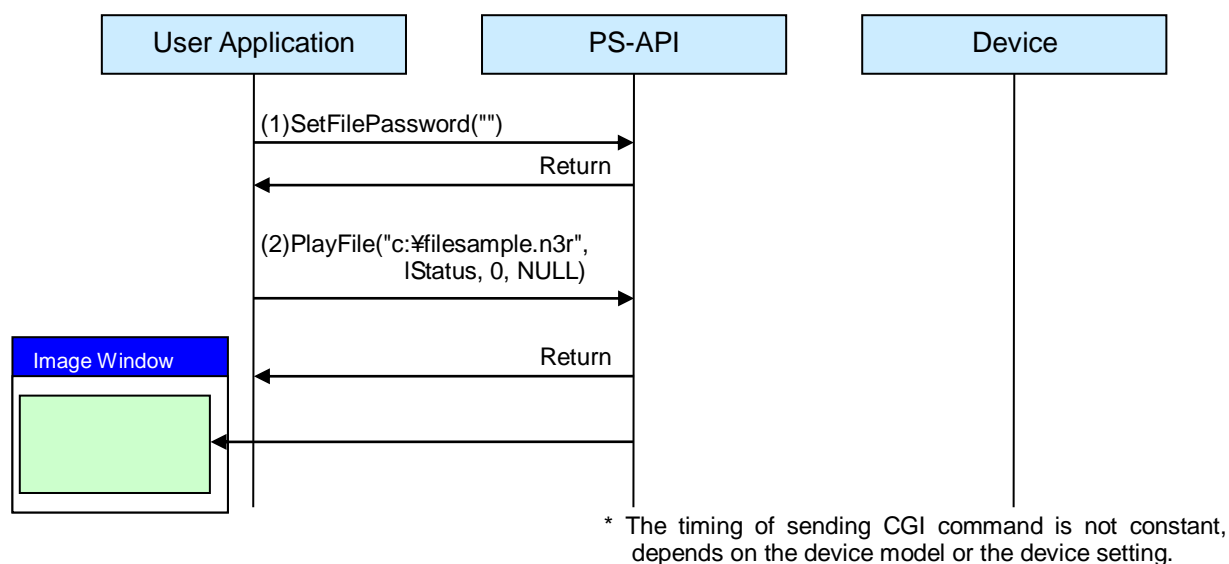 User Application
PS-API
Device
(1)SetFilePassword("")
Return
(2)PlayFile("c:¥filesample.n3r",
lStatus, 0, NULL)
Image Window
Return
* The timing of sending CGI command is not constant,
depends on the device model or the device setting.